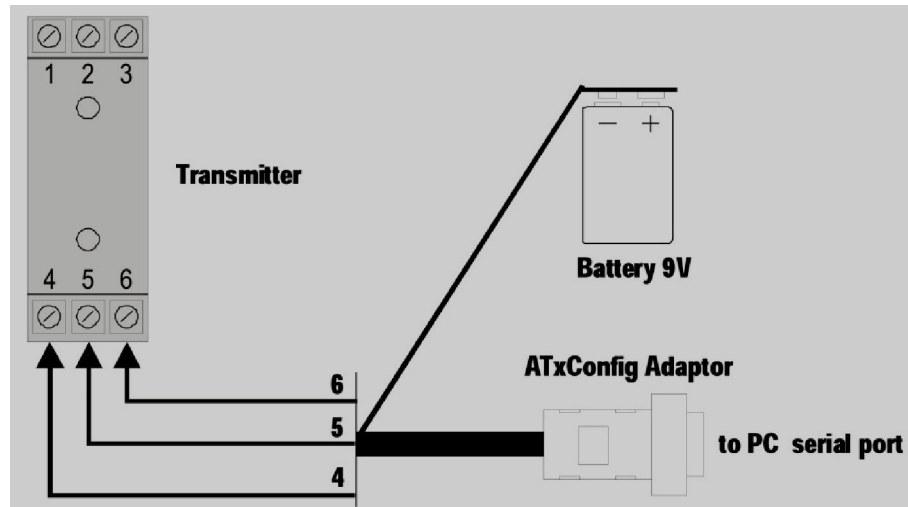 1 2 3
Transmitter
− +
Battery 9V
4 5 6
ATxConfig Adaptor
6
5
to PC serial port
4